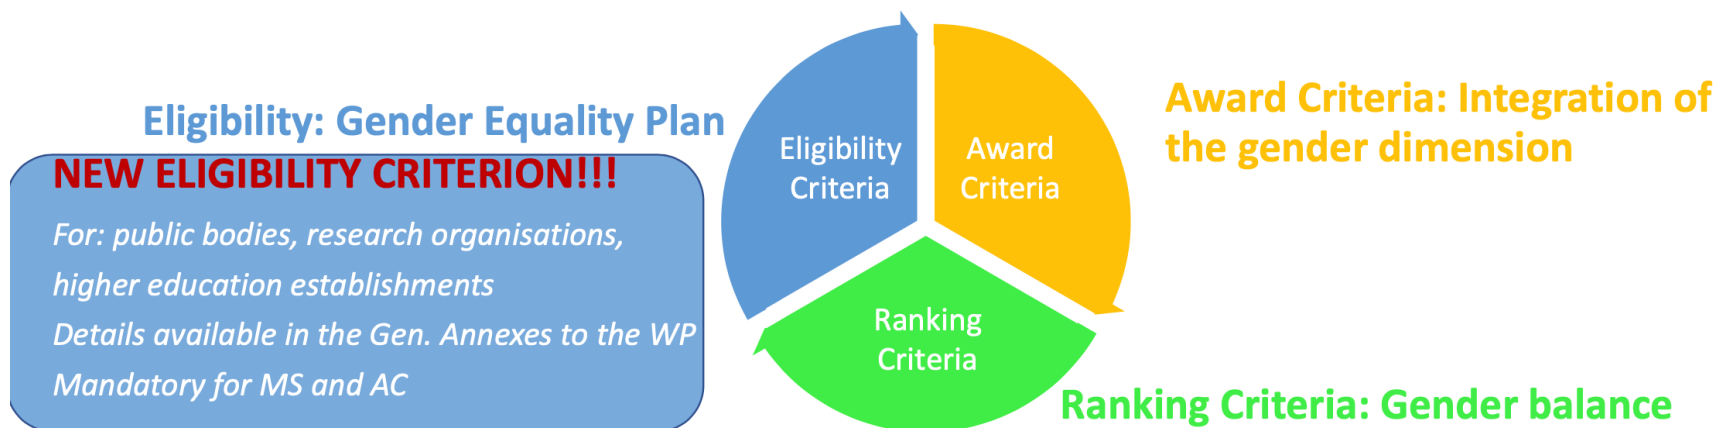 Eligibility: Gender Equality Plan
NEW ELIGIBILITY CRITERION!!!
For: public bodies, research organisations,
higher education establishments
Details available in the Gen. Annexes to the WP
Mandatory for MS and AC
Eligibility
Criteria
Award
Criteria
Ranking
Criteria
Award Criteria: Integration of
the gender dimension
Ranking Criteria: Gender balance